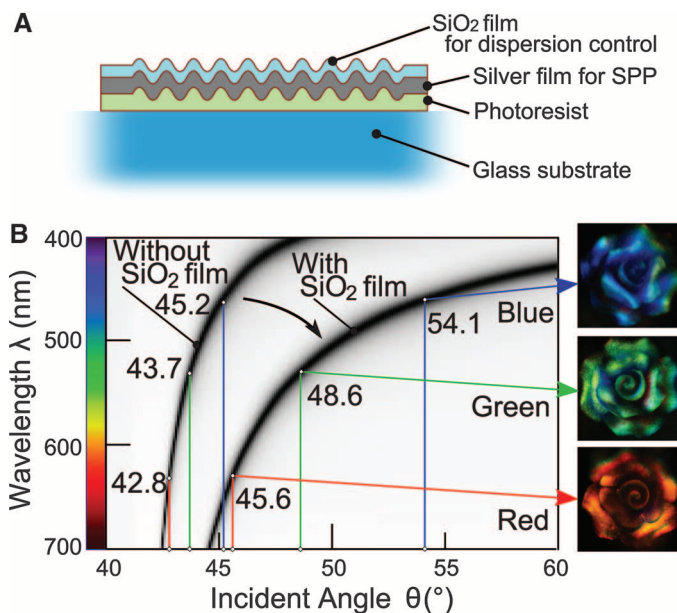 A
SiO₂ film
for dispersion control
Silver film for SPP
Photoresist
Glass substrate
B
Wavelength λ (nm)
400
500
600
700
Without
SiO₂ film
With
SiO₂ film
45.2
43.7
42.8
54.1
48.6
45.6
Blue
Green
Red
40
45
50
55
60
Incident Angle θ(°)